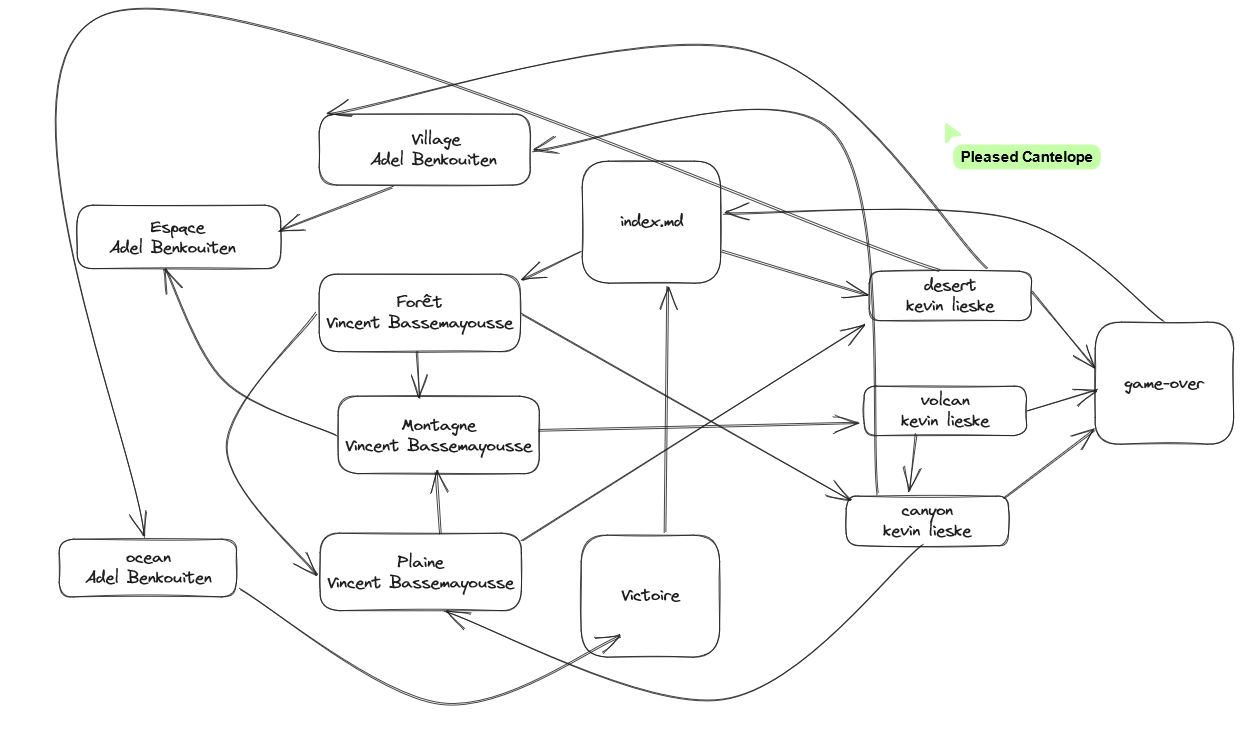 Village
Adel Benkouiten
Pleased Cantelope
index.md
Espace
Adel Benkouiten
desert
kevin lieske
Forêt
Vincent Bassemayousse
game-over
volcan
kevin lieske
Montagne
Vincent Bassemayousse
canyon
kevin lieske
ocean
Adel Benkouiten
Plaine
Vincent Bassemayousse
Victoire